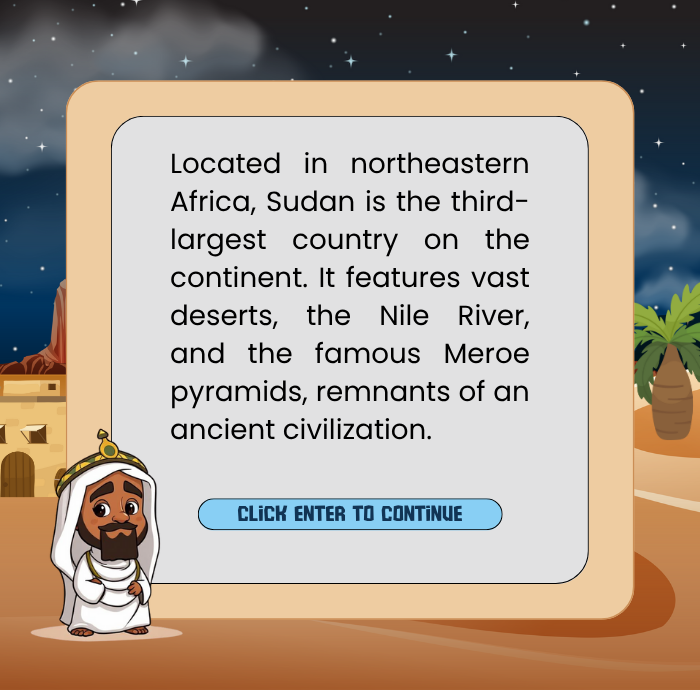 Located in northeastern
Africa, Sudan is the third-
largest country on the
continent. It features vast
deserts, the Nile River,
and the famous Meroe
pyramids, remnants of an
ancient civilization.
CLICK ENTER TO CONTINUE